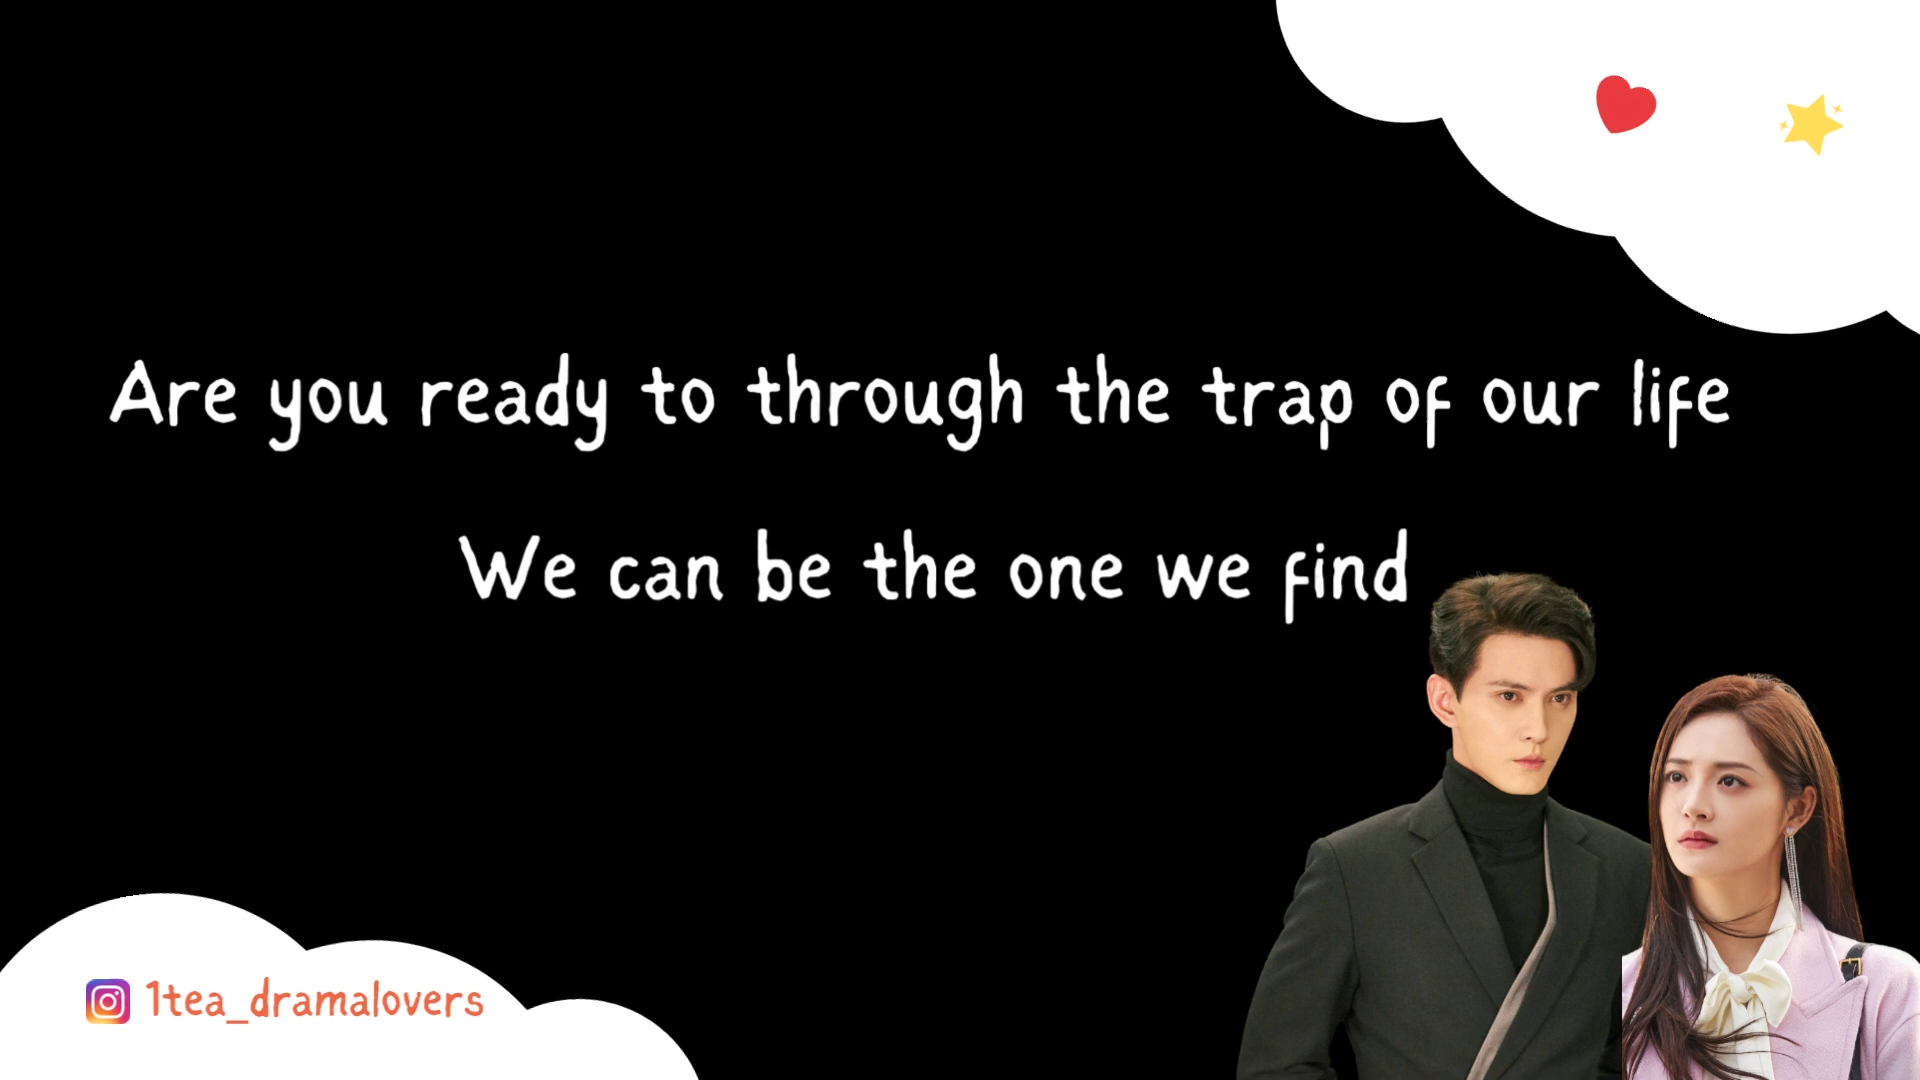 Are you ready to through the trap of our life
We can be the one we find
1tea_dramalovers